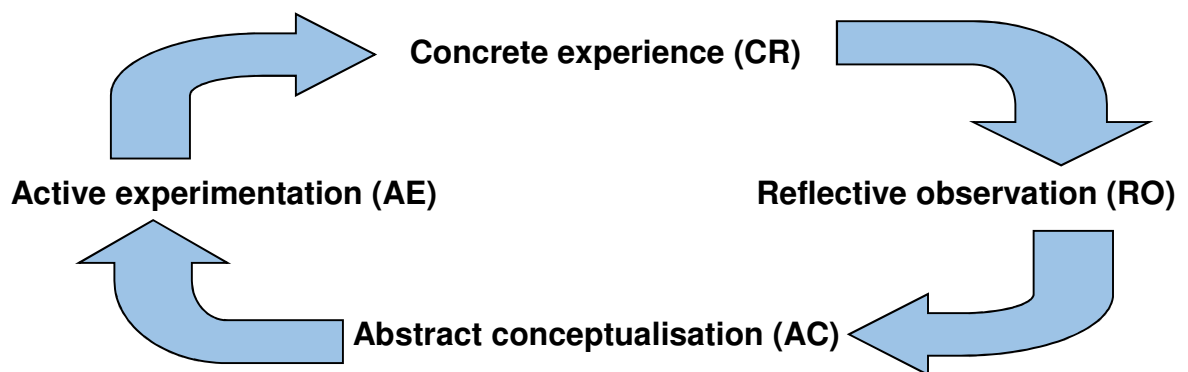 Concrete experience (CR)
Active experimentation (AE)
Reflective observation (RO)
Abstract conceptualisation (AC)